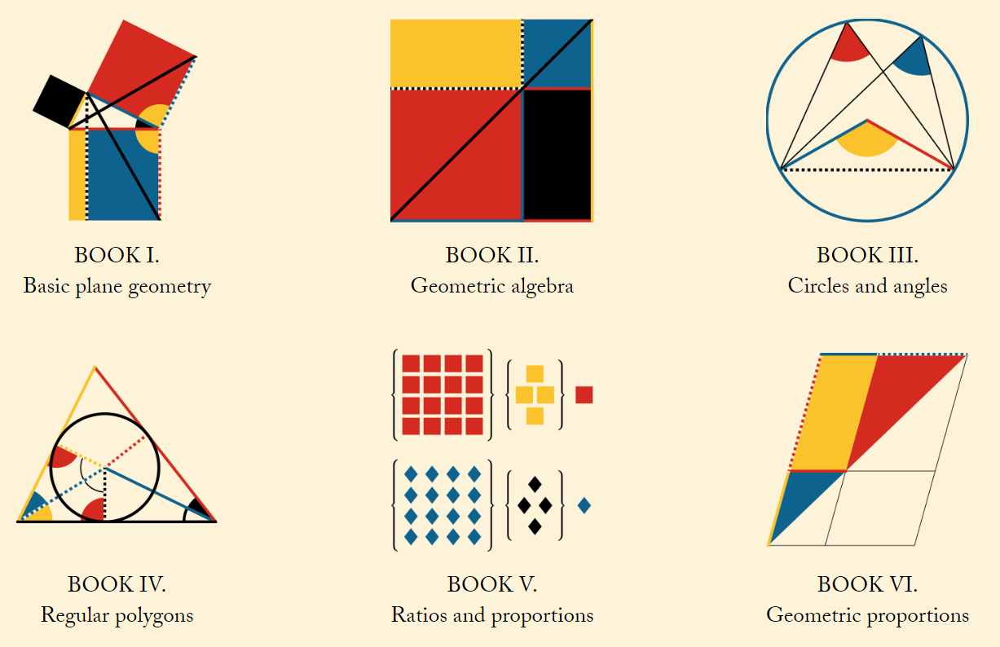 BOOK I.
Basic plane geometry
BOOK II.
Geometric algebra
BOOK III.
Circles and angles
BOOK IV.
Regular polygons
BOOK V.
Ratios and proportions
BOOK VI.
Geometric proportions